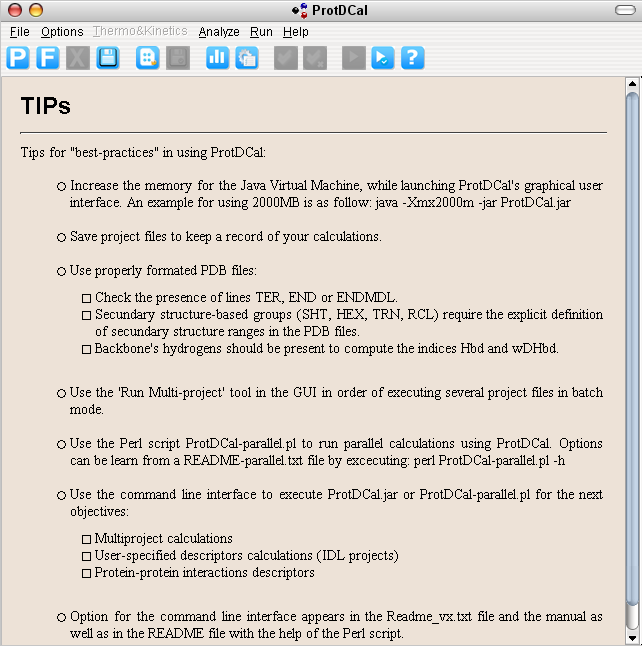 ProtDCal
File Options Thermo&Kinetics Analyze Run Help
P F X ?
TIPs
Tips for "best-practices" in using ProtDCal:
Increase the memory for the Java Virtual Machine, while launching ProtDCal's graphical user
interface. An example for using 2000MB is as follow: java -Xmx2000m -jar ProtDCal.jar
Save project files to keep a record of your calculations.
Use properly formated PDB files:
Check the presence of lines TER, END or ENDMDL.
Secundary structure-based groups (SHT, HEX, TRN, RCL) require the explicit definition
of secundary structure ranges in the PDB files.
Backbone's hydrogens should be present to compute the indices Hbd and wDHbd.
Use the 'Run Multi-project' tool in the GUI in order of executing several project files in batch
mode.
Use the Perl script ProtDCal-parallel.pl to run parallel calculations using ProtDCal. Options
can be learn from a README-parallel.txt file by excecuting: perl ProtDCal-parallel.pl -h
Use the command line interface to execute ProtDCal.jar or ProtDCal-parallel.pl for the next
objectives:
Multiproject calculations
User-specified descriptors calculations (IDL projects)
Protein-protein interactions descriptors
Option for the command line interface appears in the Readme_vx.txt file and the manual as
well as in the README file with the help of the Perl script.